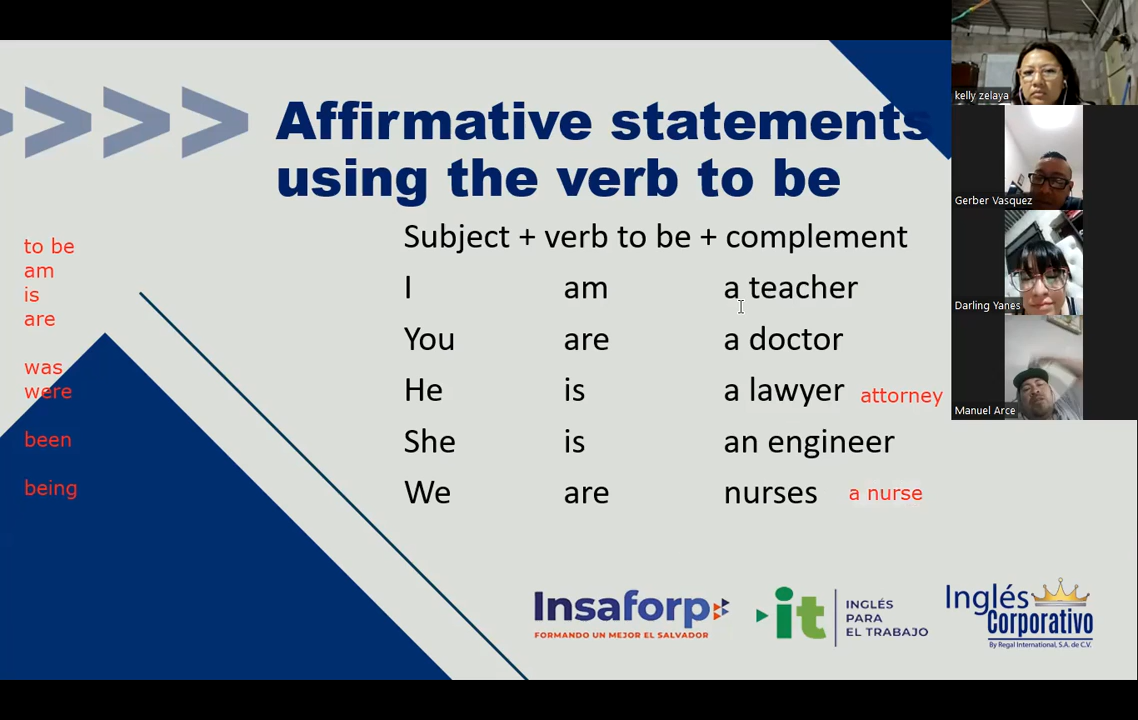 Affirmative statements
using the verb to be
Subject + verb to be + complement
I am a teacher
You are a doctor
He is a lawyer attorney
She is an engineer
We are nurses a nurse
to be
am
is
are
was
were
been
being
Insaforp
FORMANDO UN MEJOR EL SALVADOR
it
INGLÉS
PARA
EL TRABAJO
Inglés
Corporativo
By Regal International, S.A. de C.V.
kelly zelaya
Gerber Vasquez
Darling Yanes
Manuel Arce